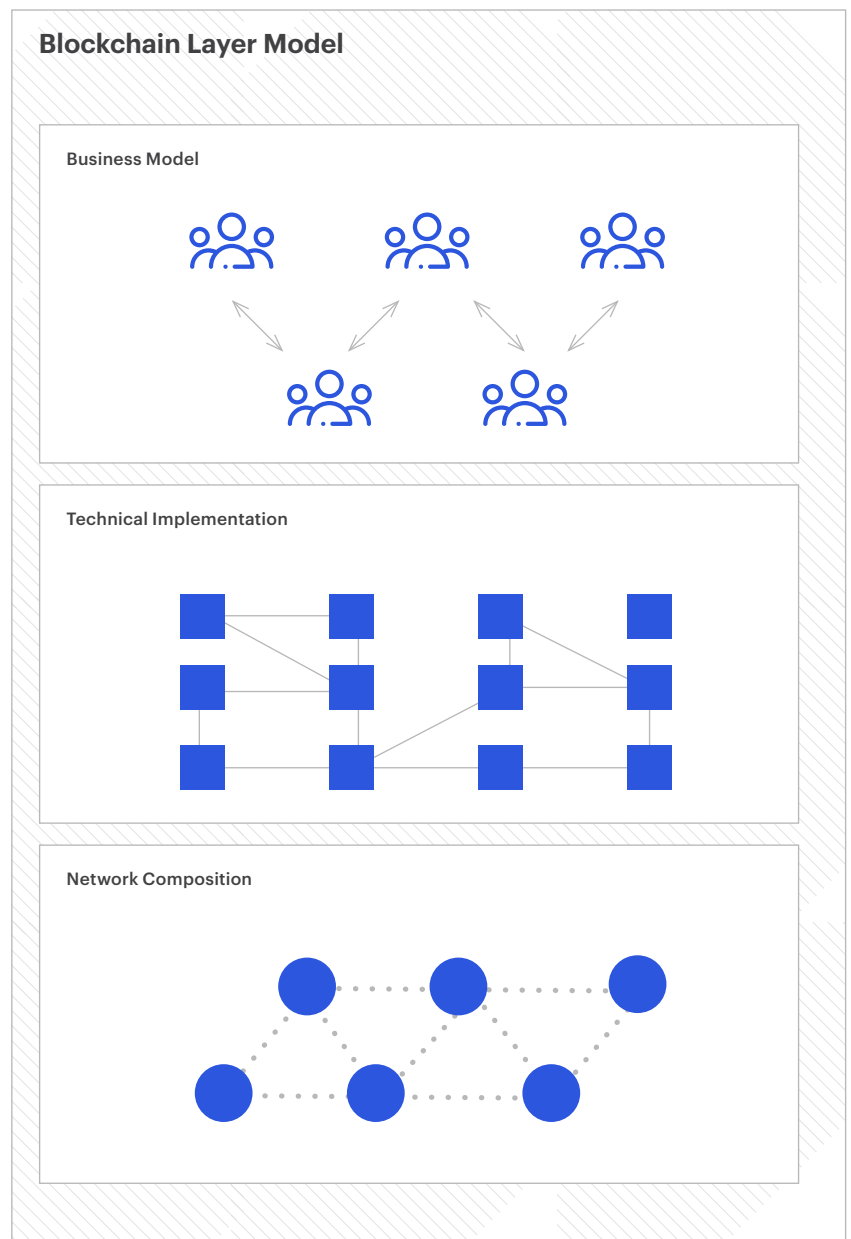 Blockchain Layer Model
Business Model
Technical Implementation
Network Composition